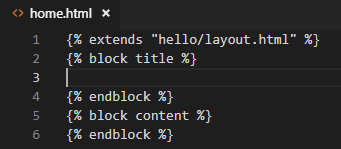 home.html
1 {% extends "hello/layout.html" %}
2 {% block title %}
3
4 {% endblock %}
5 {% block content %}
6 {% endblock %}